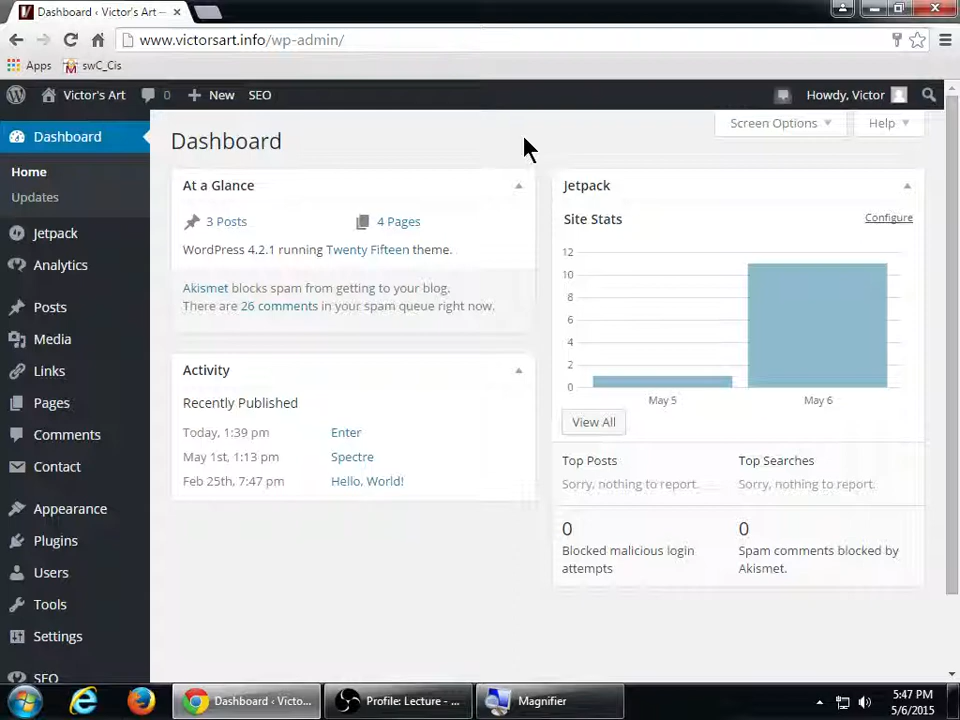 Dashboard ‹ Victor's Art —
www.victorsart.info/wp-admin/
Apps swC_Cis
Victor's Art 0 New SEO Howdy, Victor
Dashboard
Home
Updates
Jetpack
Analytics
Posts
Media
Links
Pages
Comments
Contact
Appearance
Plugins
Users
Tools
Settings
SEO
Screen Options Help
Dashboard
At a Glance
3 Posts 4 Pages
WordPress 4.2.1 running Twenty Fifteen theme.
Akismet blocks spam from getting to your blog.
There are 26 comments in your spam queue right now.
Activity
Recently Published
Today, 1:39 pm Enter
May 1st, 1:13 pm Spectre
Feb 25th, 7:47 pm Hello, World!
Jetpack
Site Stats Configure
12
10
8
6
4
2
0
May 5 May 6
View All
Top Posts Top Searches
Sorry, nothing to report. Sorry, nothing to report.
0 0
Blocked malicious login Spam comments blocked by
attempts Akismet.
Dashboard ‹ Victo... Profile: Lecture - ... Magnifier
5:47 PM
5/6/2015